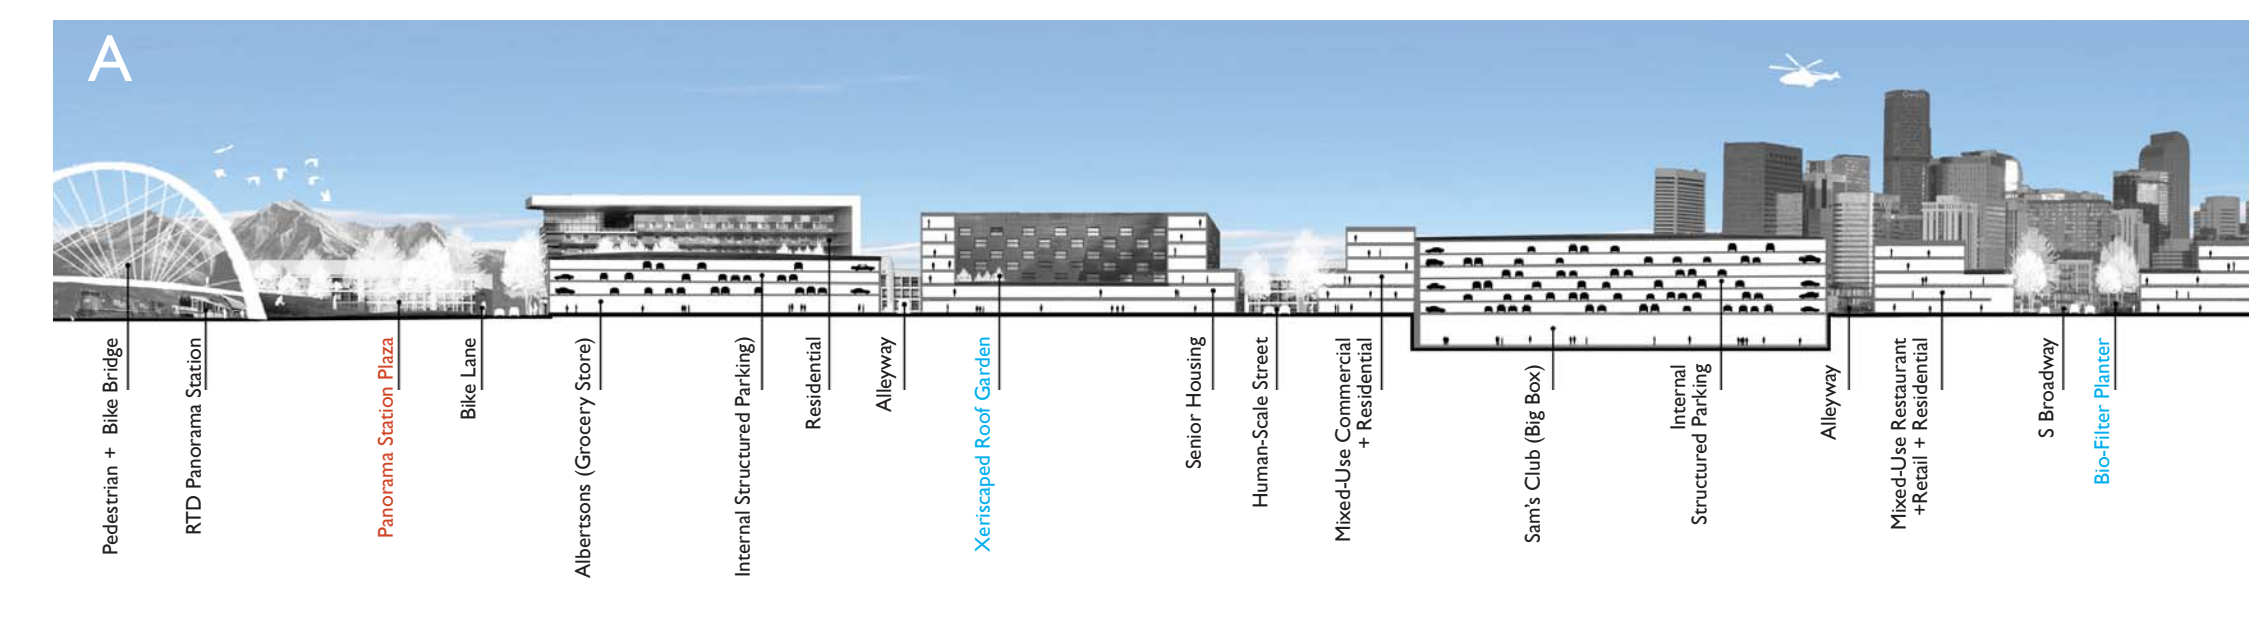 A
Pedestrian + Bike Bridge
RTD Panorama Station
Panorama Station Plaza
Bike Lane
Albertsons (Grocery Store)
Internal Structured Parking)
Residential
Alleyway
Xeriscaped Roof Garden
Senior Housing
Human-Scale Street
Mixed-Use Commercial
+ Residential
Sam's Club (Big Box)
Internal
Structured Parking
Alleyway
Mixed-Use Restaurant
+Retail + Residential
S Broadway
Bio-Filter Planter